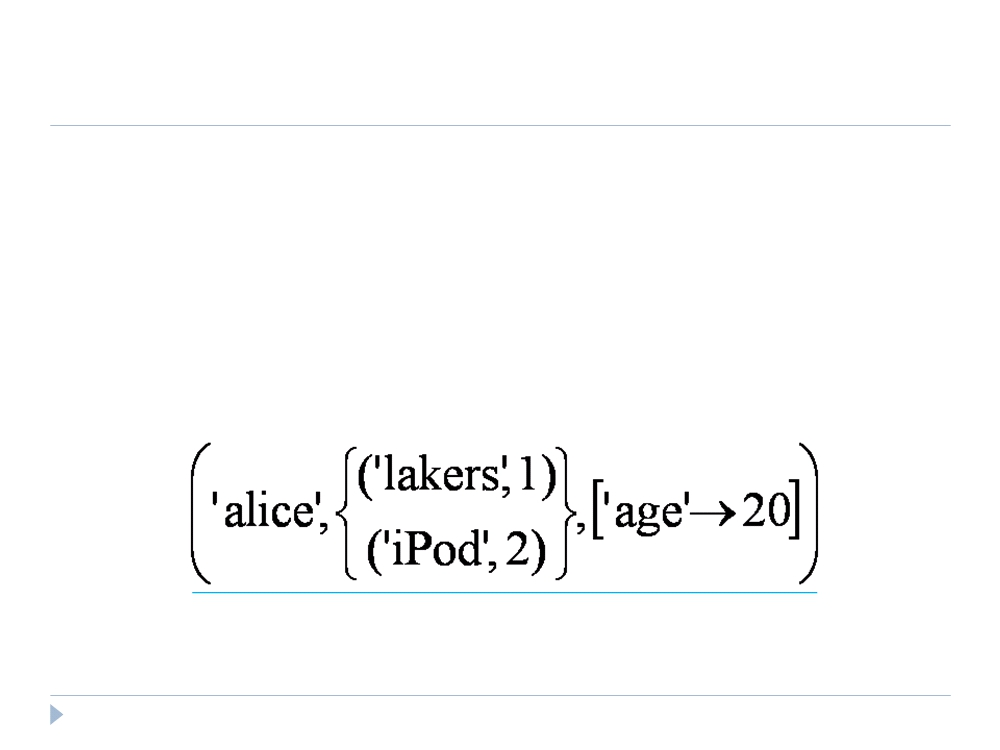 ('alice', {('lakers', 1)
('iPod', 2)}, ['age'→20])